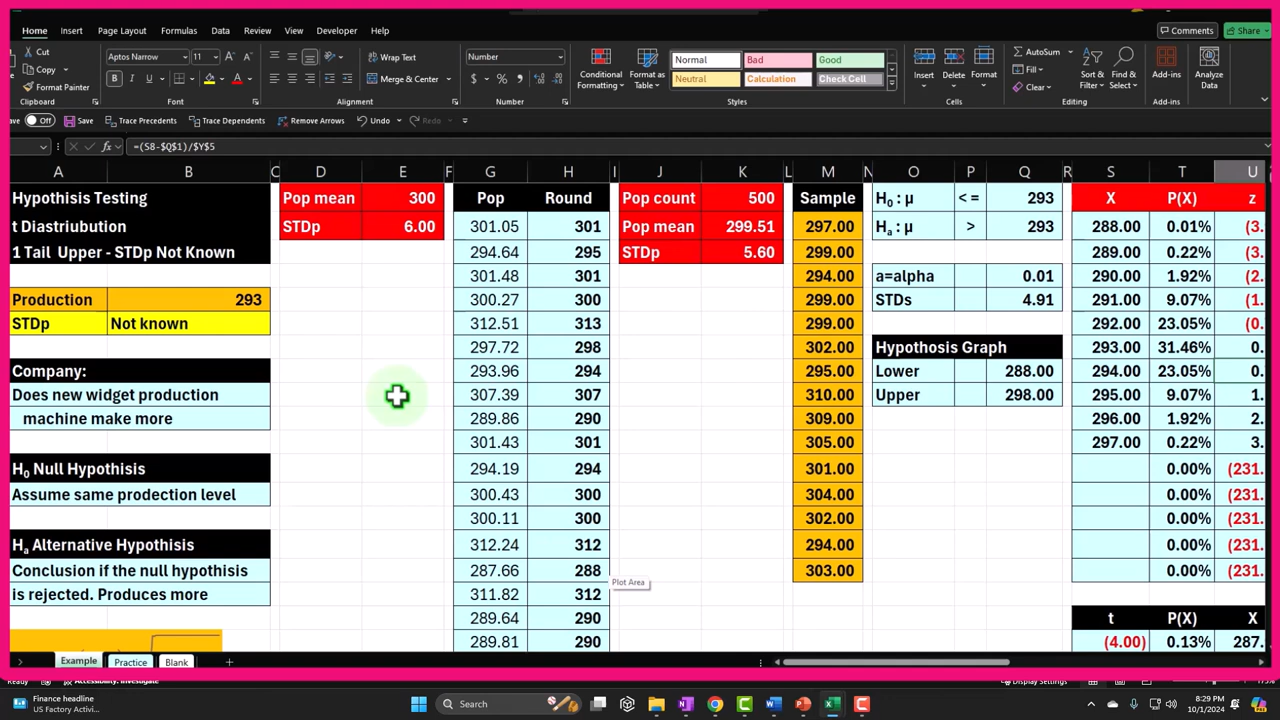 Home Insert Page Layout Formulas Data Review View Developer Help Comments Share
Cut Aptos Narrow 11 Wrap Text Number Normal Bad Good AutoSum
Copy Fill
Format Painter B I U Merge & Center $ % Conditional Formatting Format as Table Neutral Calculation Check Cell Insert Delete Format Clear Sort & Filter Find & Select Add-ins Analyze Data
Clipboard Font Alignment Number Styles Cells Editing Add-ins
Off Save Trace Precedents Trace Dependents Remove Arrows Undo Redo
fx =(S8-$Q$1)/$Y$5
A B C D E F G H I J K L M N O P Q R S T U
Hypothisis Testing Pop mean 300 Pop Round Pop count 500 Sample H0 : µ < = 293 X P(X) z
t Diastriubution STDp 6.00 301.05 301 Pop mean 299.51 297.00 Ha : µ > 293 288.00 0.01% (3.
1 Tail Upper - STDp Not Known 294.64 295 STDp 5.60 299.00 289.00 0.22% (3.
301.48 301 294.00 a=alpha 0.01 290.00 1.92% (2.
Production 293 300.27 300 299.00 STDs 4.91 291.00 9.07% (1.
STDp Not known 312.51 313 299.00 292.00 23.05% (0.
297.72 298 302.00 Hypothosis Graph 293.00 31.46% 0.
Company: 293.96 294 295.00 Lower 288.00 294.00 23.05% 0.
Does new widget production 307.39 307 310.00 Upper 298.00 295.00 9.07% 1.
machine make more 289.86 290 309.00 296.00 1.92% 2.
301.43 301 305.00 297.00 0.22% 3.
H0 Null Hypothisis 294.19 294 301.00 0.00% (231.
Assume same prodection level 300.43 300 304.00 0.00% (231.
300.11 300 302.00 0.00% (231.
Ha Alternative Hypothisis 312.24 312 294.00 0.00% (231.
Conclusion if the null hypothisis 287.66 288 303.00 0.00% (231.
Plot Area
is rejected. Produces more 311.82 312
289.64 290 t P(X) X
289.81 290 (4.00) 0.13% 287.
Example Practice Blank +
Ready Accessibility: Investigate Display Settings
Finance headline
US Factory Activi...
Search
8:29 PM
10/1/2024